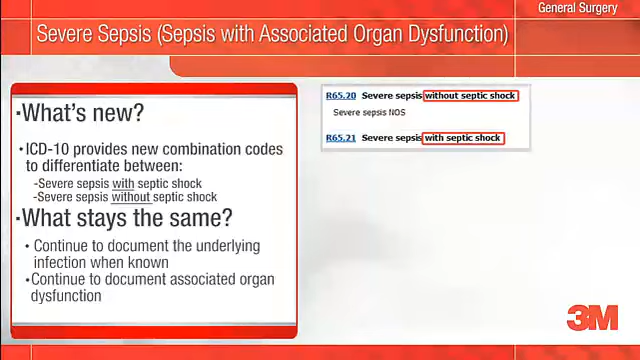 General Surgery
Severe Sepsis (Sepsis with Associated Organ Dysfunction)
•What's new?
•ICD-10 provides new combination codes
to differentiate between:
-Severe sepsis with septic shock
-Severe sepsis without septic shock
•What stays the same?
• Continue to document the underlying
infection when known
•Continue to document associated organ
dysfunction
R65.20 Severe sepsis without septic shock
Severe sepsis NOS
R65.21 Severe sepsis with septic shock
3M